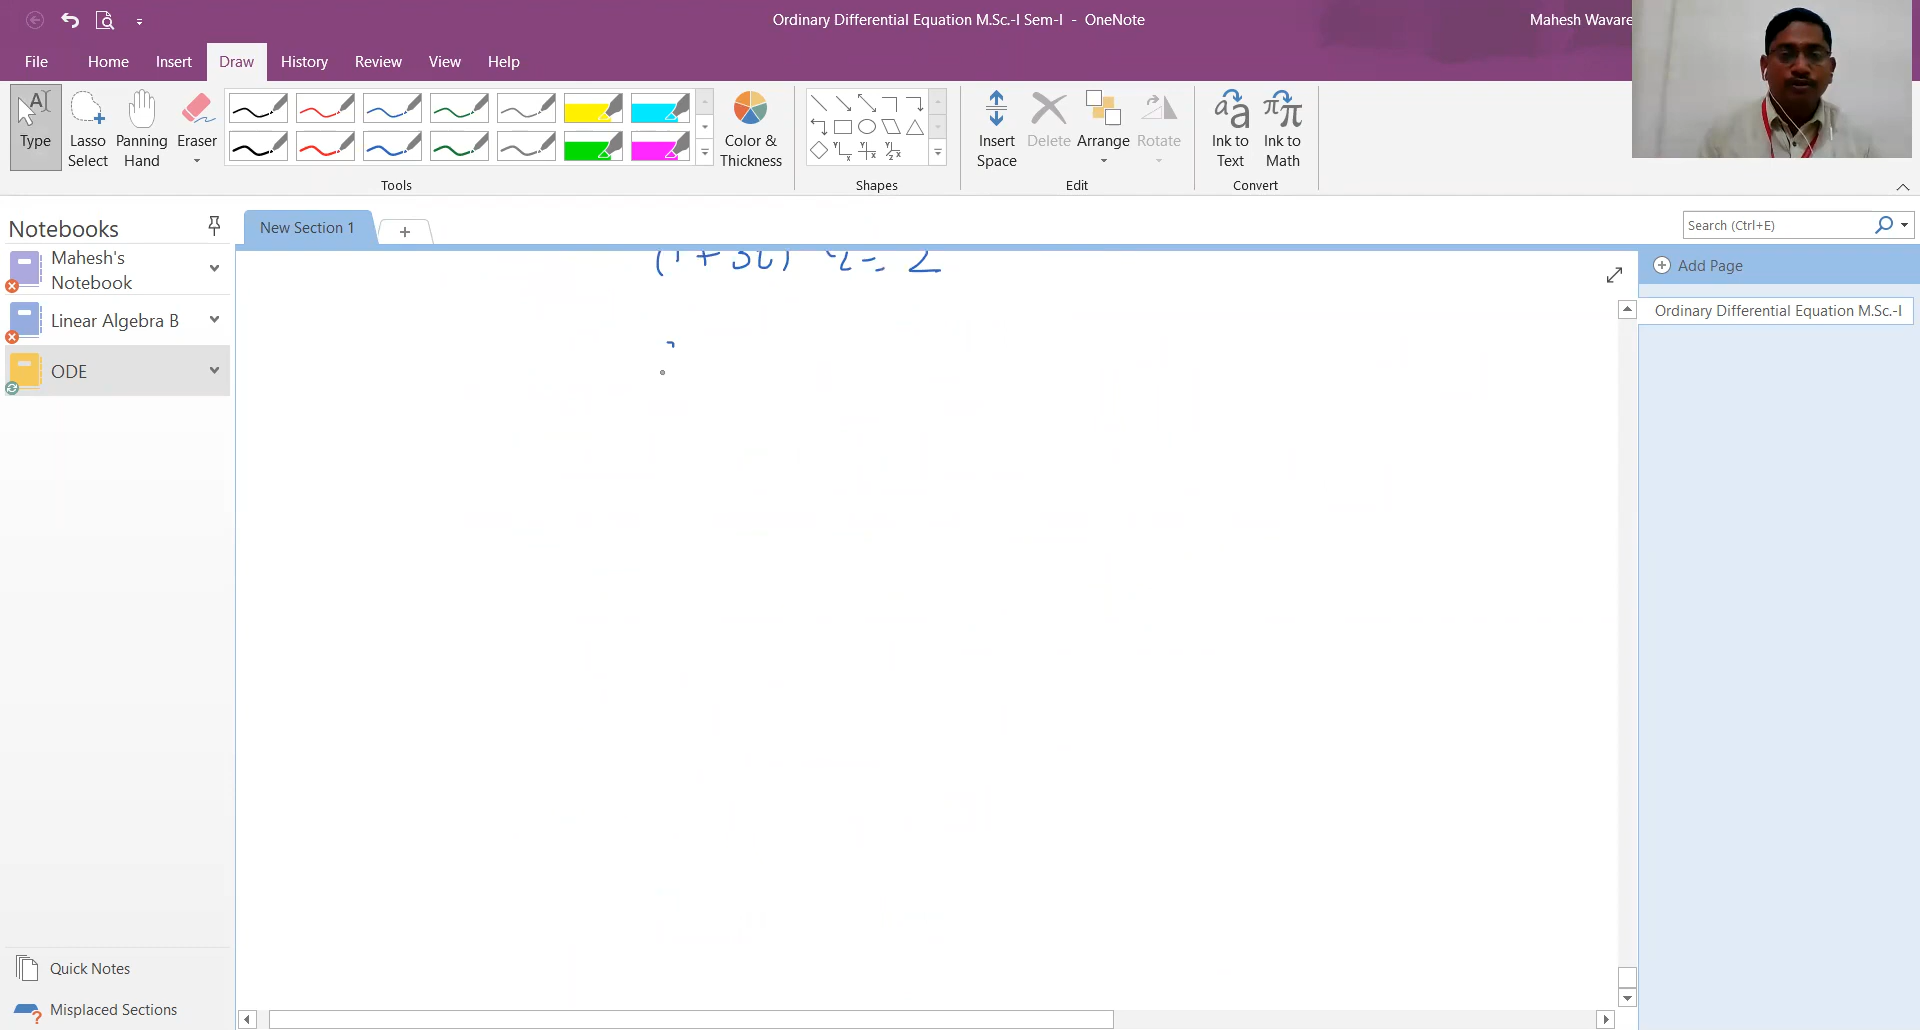 Ordinary Differential Equation M.Sc.-I Sem-I - OneNote
Mahesh Wavare
File Home Insert Draw History Review View Help
Type
Lasso Select
Panning Hand
Eraser
Color & Thickness
Insert Space
Delete
Arrange
Rotate
Ink to Text
Ink to Math
Tools
Shapes
Edit
Convert
Notebooks
New Section 1
Search (Ctrl+E)
Mahesh's Notebook
Linear Algebra B
ODE
Add Page
Ordinary Differential Equation M.Sc.-I
Quick Notes
Misplaced Sections